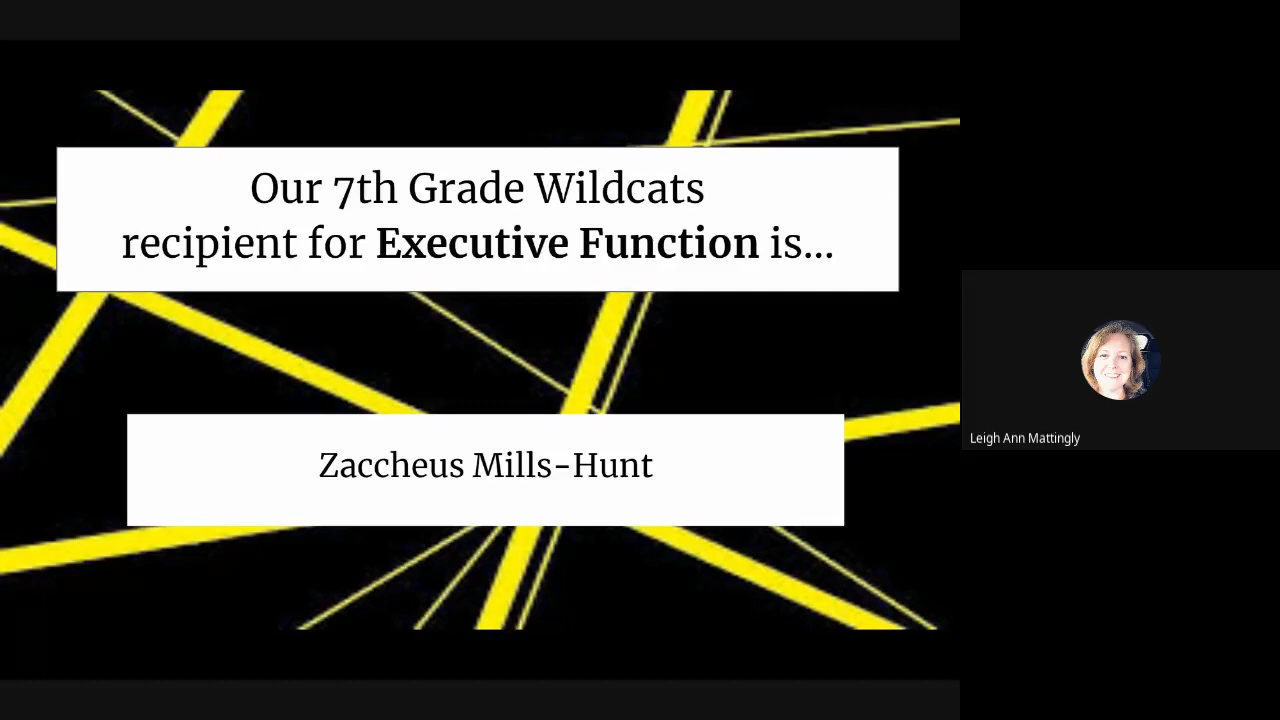 Our 7th Grade Wildcats
recipient for Executive Function is...
Zaccheus Mills-Hunt
Leigh Ann Mattingly